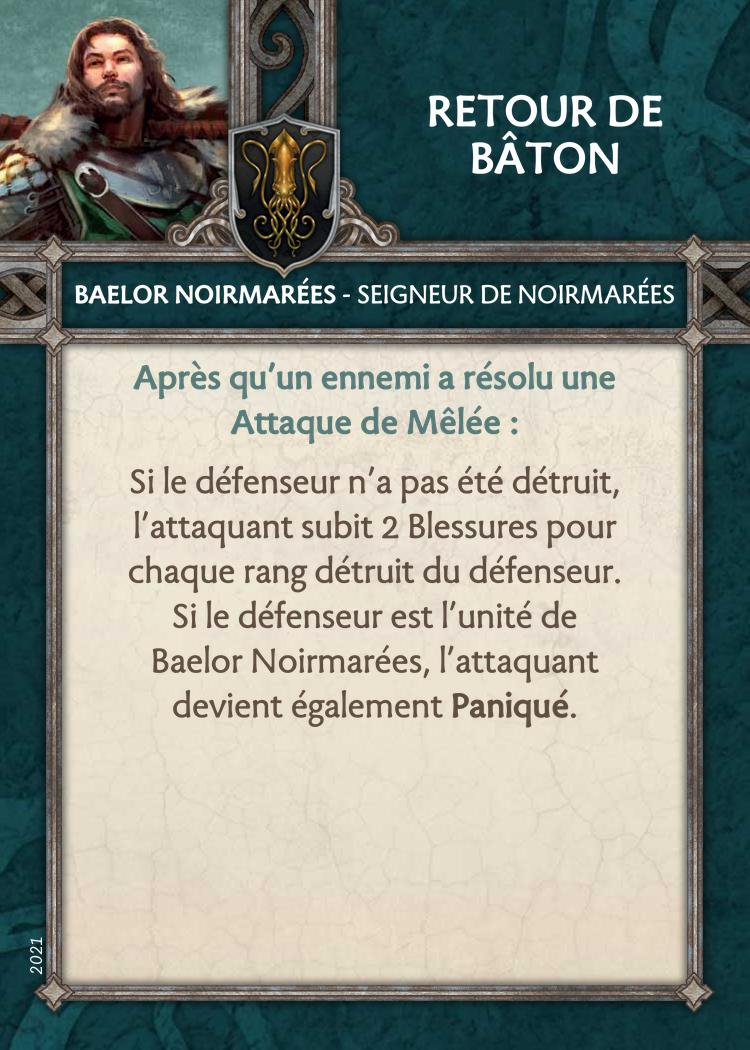 RETOUR DE
BÂTON
BAELOR NOIRMARÉES - SEIGNEUR DE NOIRMARÉES
Après qu'un ennemi a résolu une
Attaque de Mêlée :
Si le défenseur n'a pas été détruit,
l'attaquant subit 2 Blessures pour
chaque rang détruit du défenseur.
Si le défenseur est l'unité de
Baelor Noirmarées, l'attaquant
devient également Paniqué.
2021